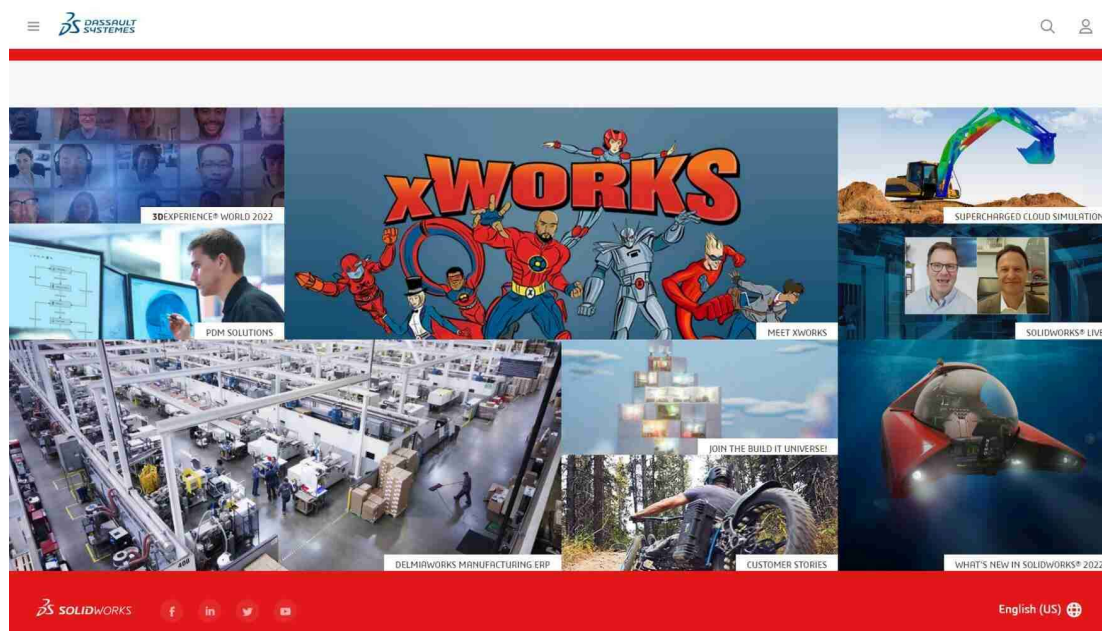 DASSAULT
SYSTEMES
3DEXPERIENCE® WORLD 2022
xWORKS
SUPERCHARGED CLOUD SIMULATION
PDM SOLUTIONS
MEET XWORKS
SOLIDWORKS® LIVE
JOIN THE BUILD IT UNIVERSE!
DELMIAWORKS MANUFACTURING ERP
CUSTOMER STORIES
WHAT'S NEW IN SOLIDWORKS® 2022
SOLIDWORKS
English (US)